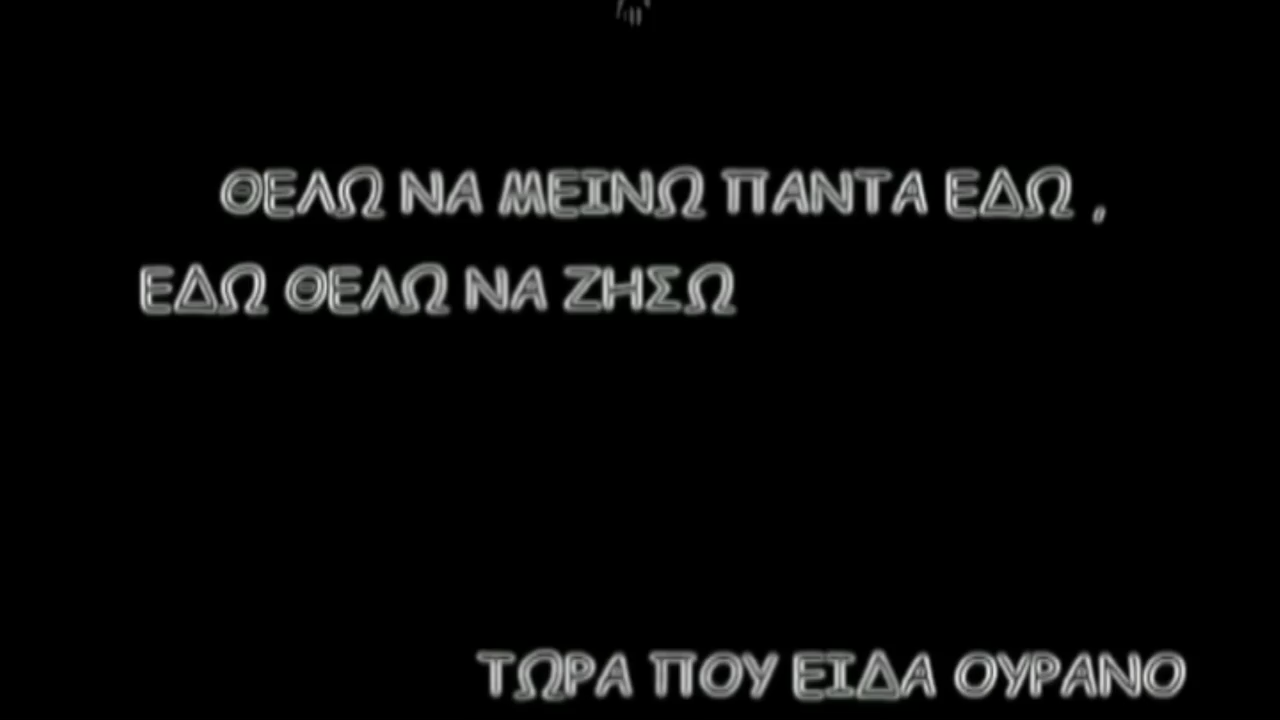 ΘΕΛΩ ΝΑ ΜΕΙΝΩ ΠΑΝΤΑ ΕΔΩ ,
ΕΔΩ ΘΕΛΩ ΝΑ ΖΗΣΩ
ΤΩΡΑ ΠΟΥ ΕΙΔΑ ΟΥΡΑΝΟ